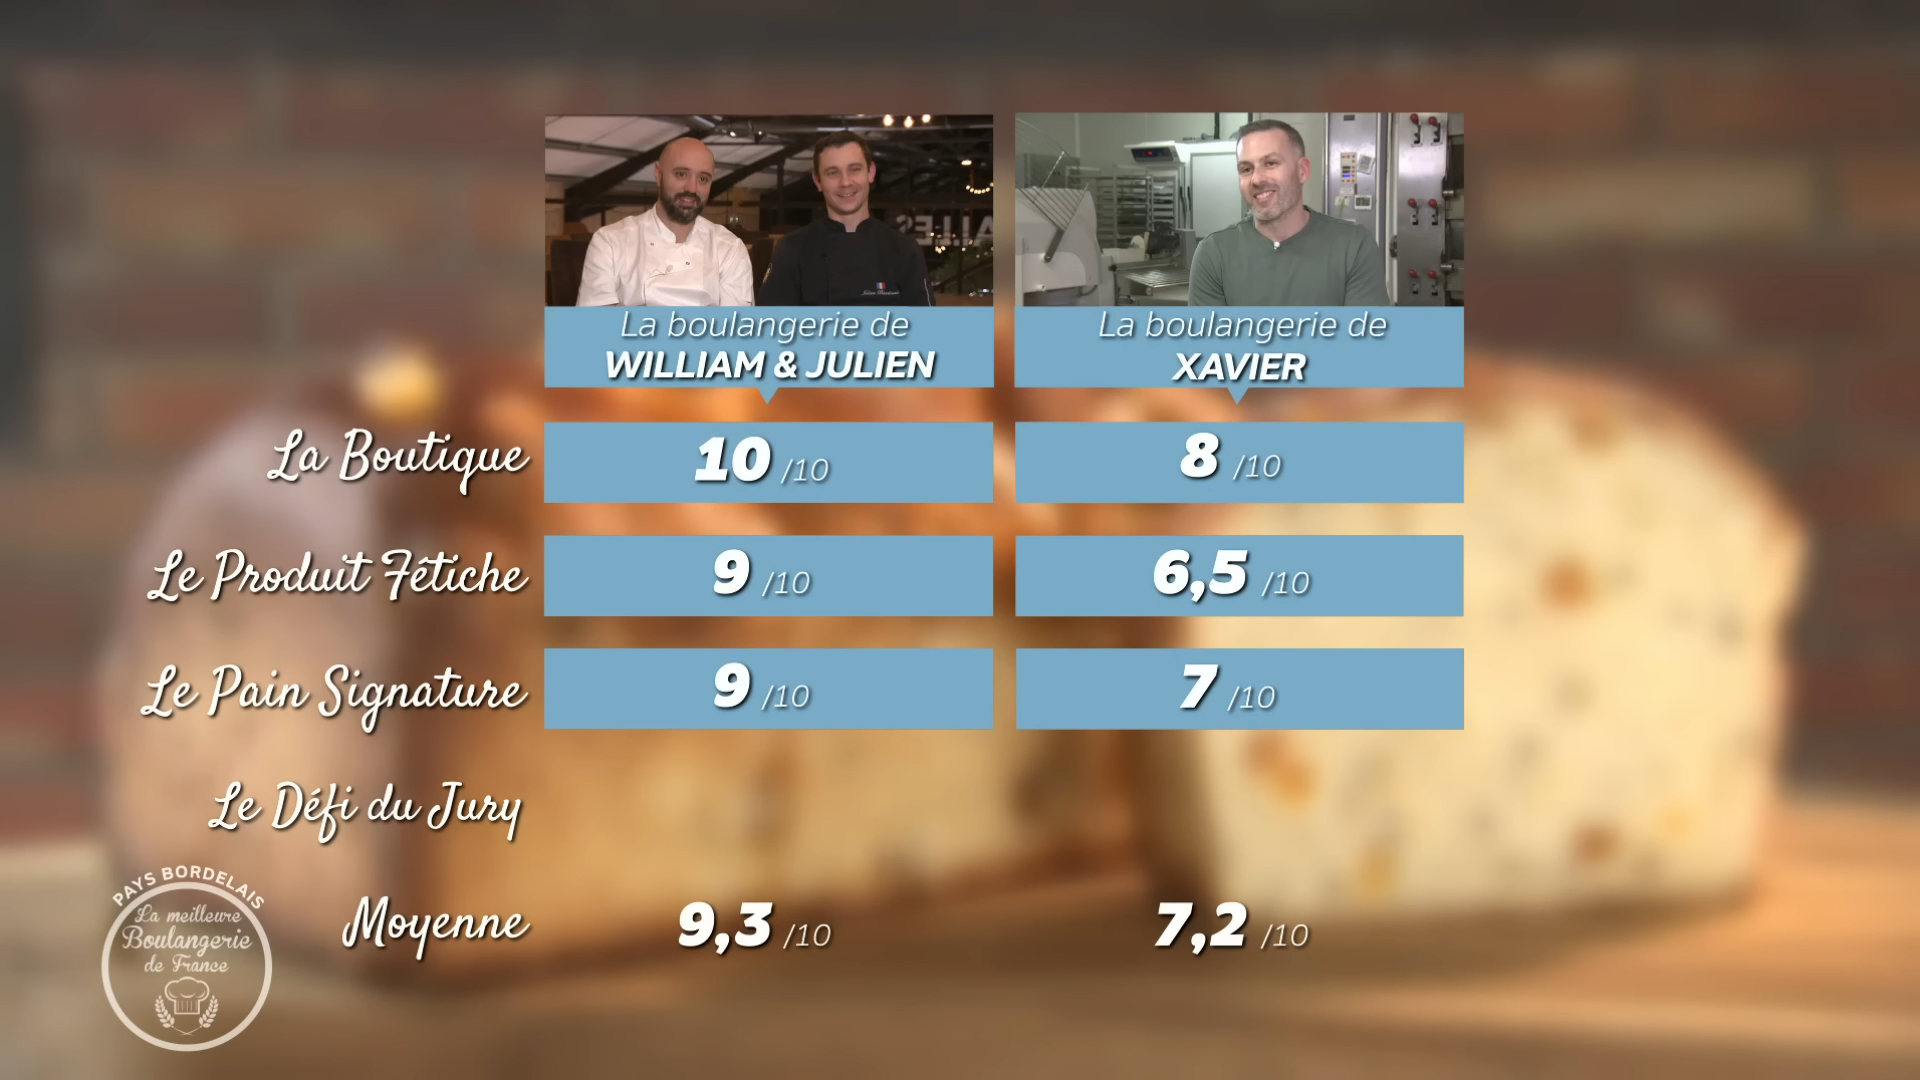 La boulangerie de
WILLIAM & JULIEN
La boulangerie de
XAVIER
La Boutique 10 /10 8 /10
Le Produit Fétiche 9 /10 6,5 /10
Le Pain Signature 9 /10 7 /10
Le Défi du Jury
Moyenne 9,3 /10 7,2 /10
PAYS BORDELAIS
La meilleure
Boulangerie
de France